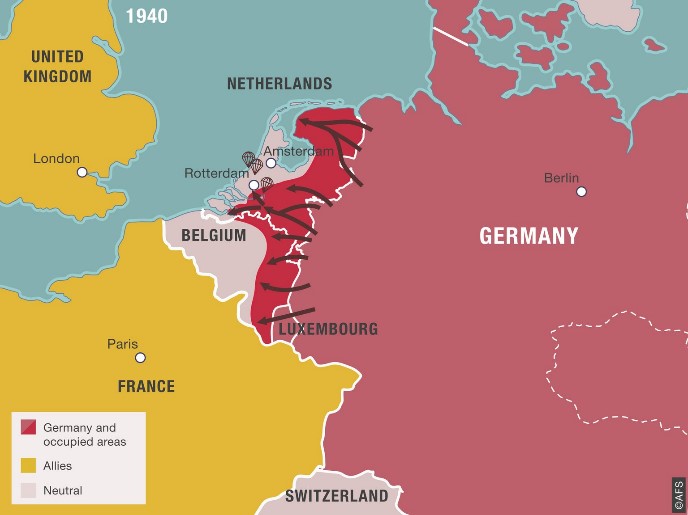 1940
UNITED
KINGDOM
NETHERLANDS
London
Amsterdam
Rotterdam
Berlin
BELGIUM
GERMANY
LUXEMBOURG
Paris
FRANCE
Germany and
occupied areas
Allies
Neutral
SWITZERLAND
©AFS